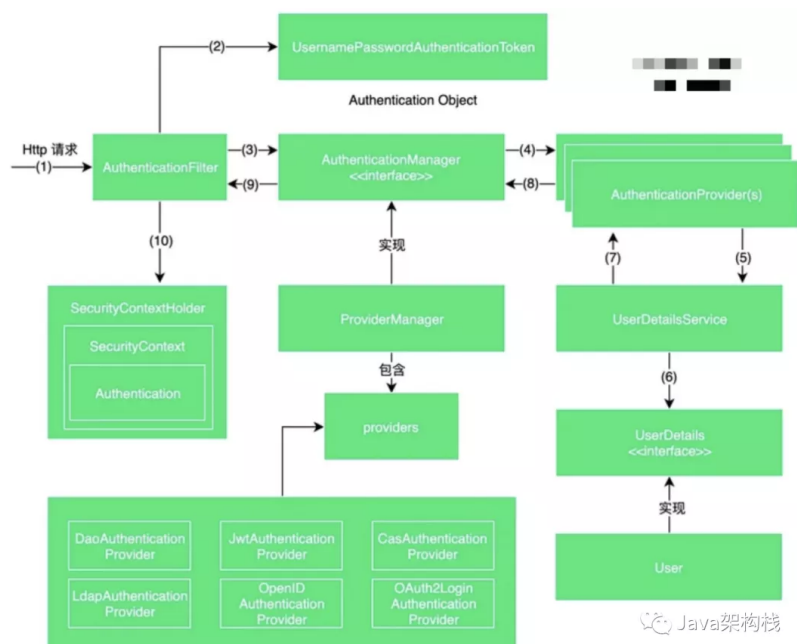 (2)
UsernamePasswordAuthenticationToken
Authentication Object
Http 请求
(1)
AuthenticationFilter
(3)
(9)
AuthenticationManager
<<interface>>
(4)
(8)
AuthenticationProvider(s)
(10)
实现
(7)
(5)
SecurityContextHolder
SecurityContext
Authentication
ProviderManager
UserDetailsService
包含
(6)
providers
UserDetails
<<interface>>
实现
DaoAuthentication
Provider
JwtAuthentication
Provider
CasAuthentication
Provider
User
LdapAuthentication
Provider
OpenID
Authentication
Provider
OAuth2Login
Authentication
Provider
Java架构栈